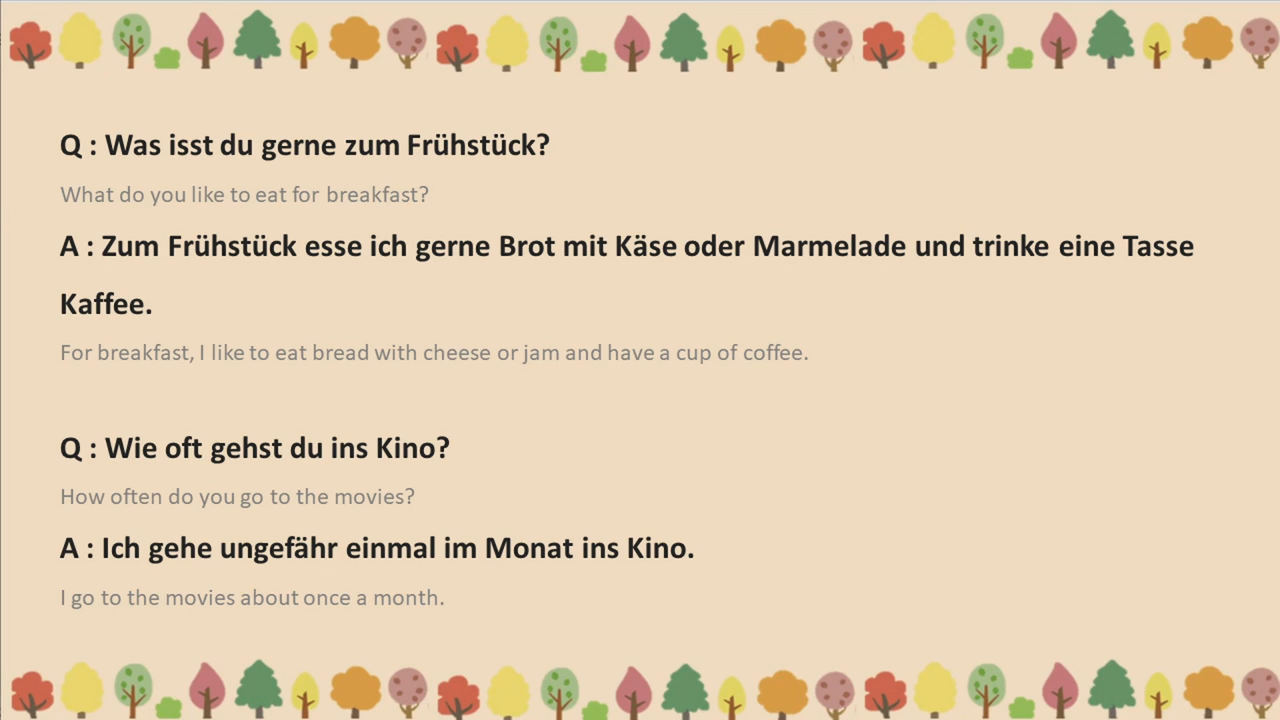 Q : Was isst du gerne zum Frühstück?
What do you like to eat for breakfast?
A : Zum Frühstück esse ich gerne Brot mit Käse oder Marmelade und trinke eine Tasse
Kaffee.
For breakfast, I like to eat bread with cheese or jam and have a cup of coffee.
Q : Wie oft gehst du ins Kino?
How often do you go to the movies?
A : Ich gehe ungefähr einmal im Monat ins Kino.
I go to the movies about once a month.